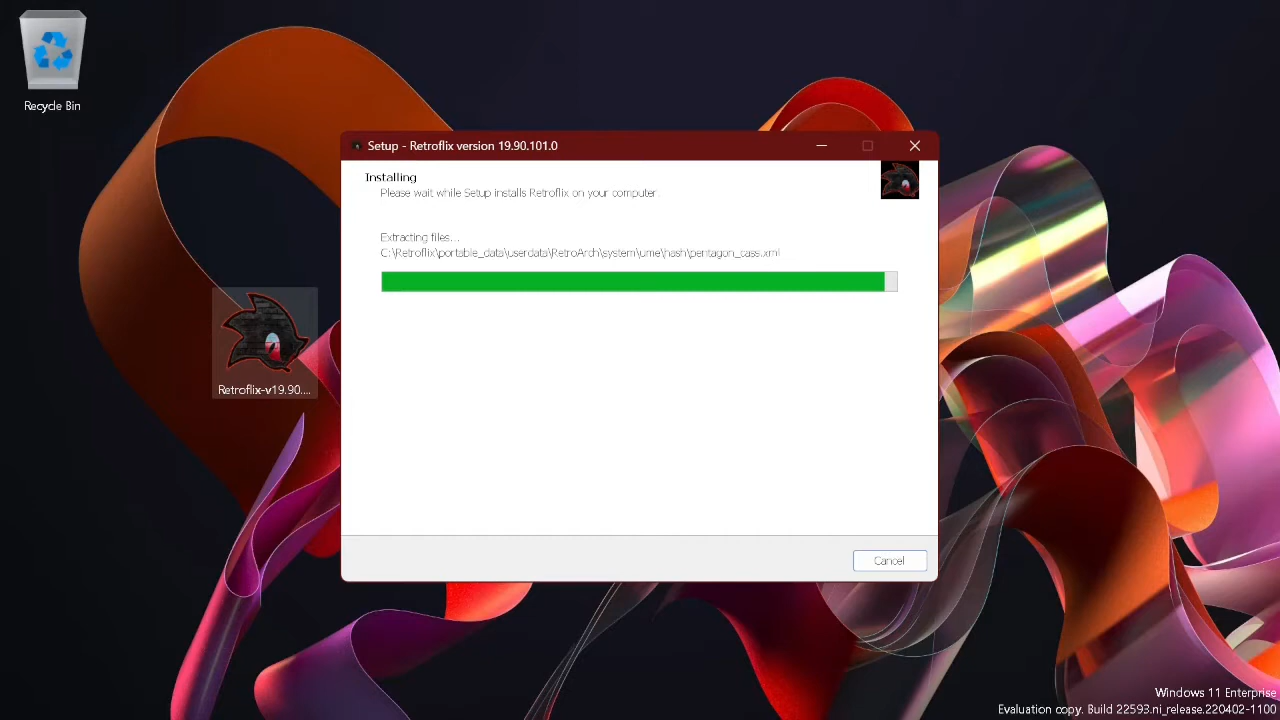 Recycle Bin
Setup - Retroflix version 19.90.101.0
Installing
Please wait while Setup installs Retroflix on your computer.
Extracting files...
C:\Retroflix\portable_data\userdata\RetroArch\system\ume\hash\pentagon_cass.xml
Retroflix-v19.90....
Cancel
Windows 11 Enterprise
Evaluation copy. Build 22593.ni_release.220402-1100